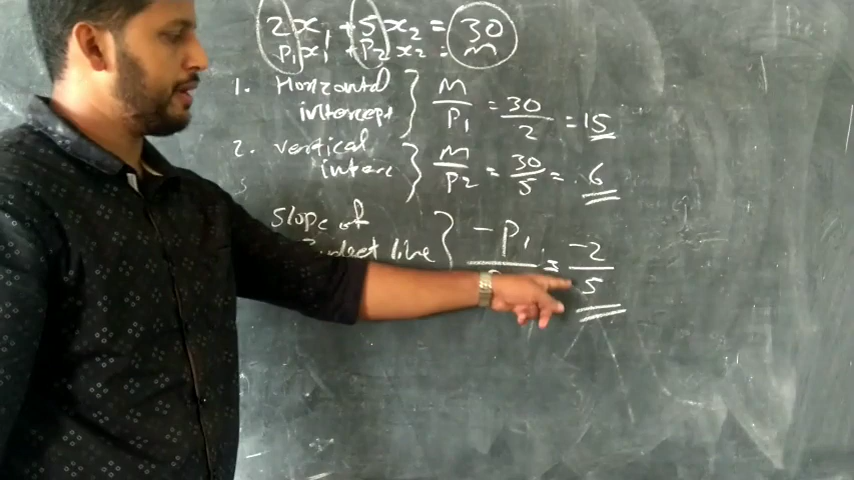 2x₁ + 5x₂ = 30
P₁x₁ + P₂x₂ = m
1. Horizontal intercept } M/P₁ = 30/2 = 15
2. vertical interc } M/P₂ = 30/5 = 6
3
Slope of
Budget line } -P₁ = -2/5